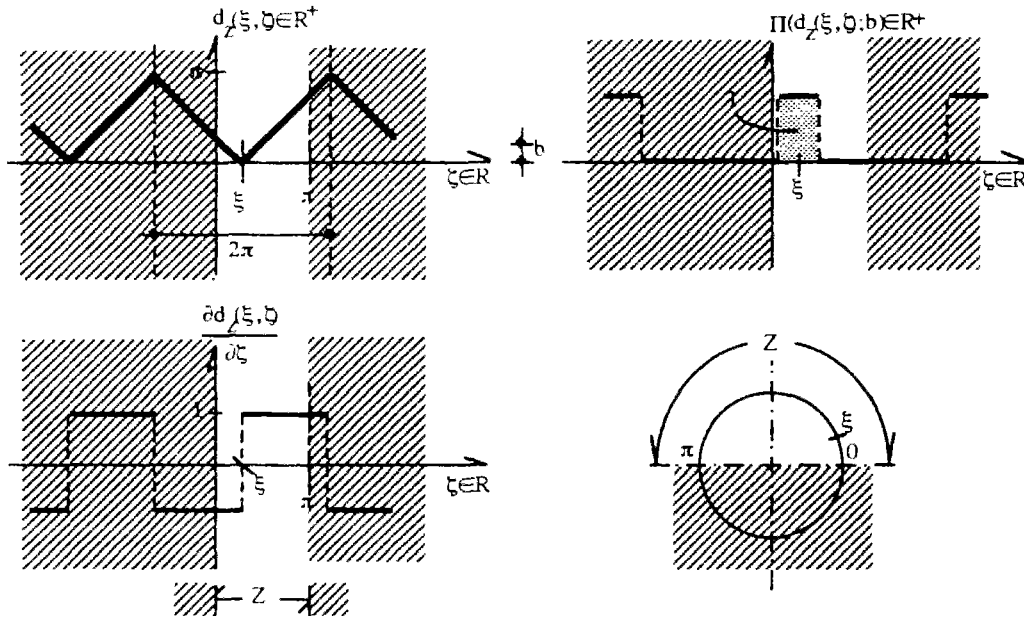 d_Z(ξ,ζ)∈R⁺
π
ζ∈R
ξ
π
2π
Π(d_Z(ξ,ζ);b)∈R⁺
1
b
ξ
ζ∈R
∂d_Z(ξ,ζ)
∂ζ
1
ξ
π
ζ∈R
Z
Z
ξ
π
0